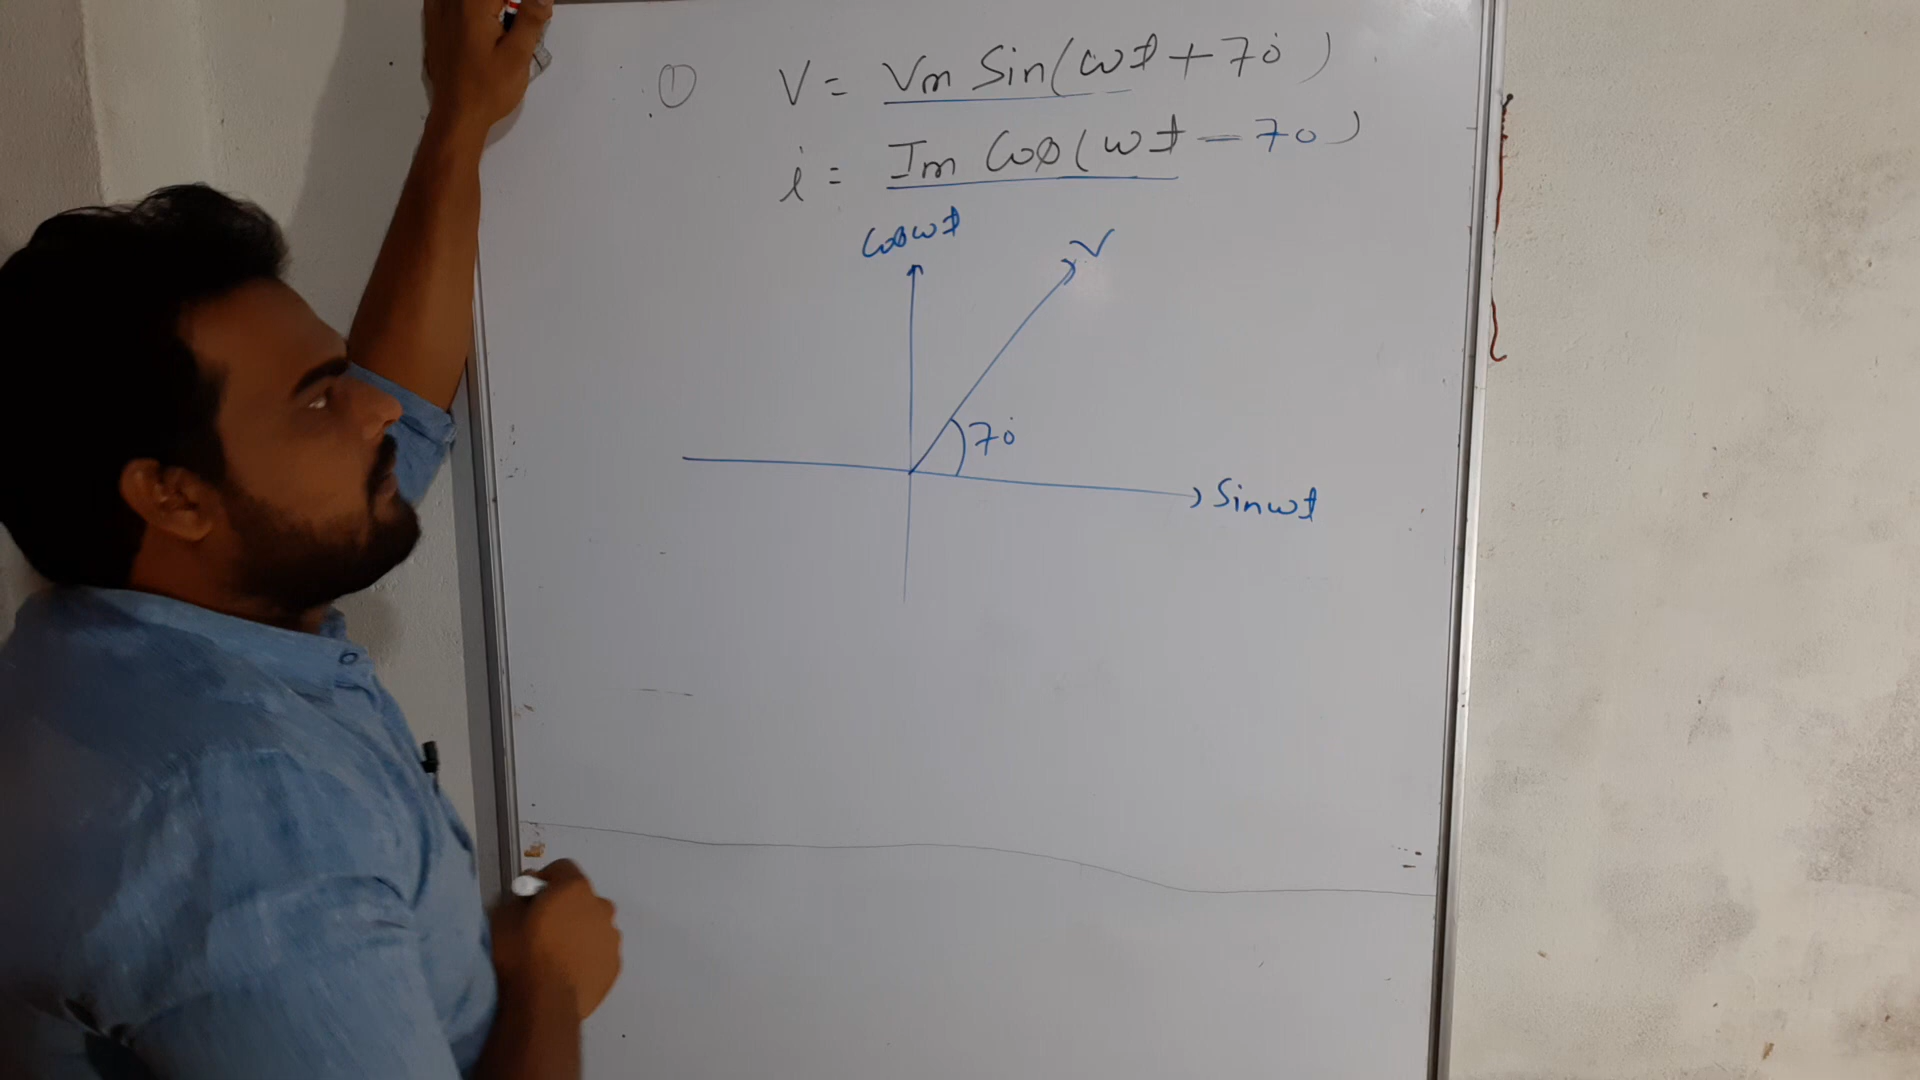 ① V = Vm Sin(ωt + 70°)
i = Im Cos(ωt - 70)
Cosωt
V
70°
Sinωt